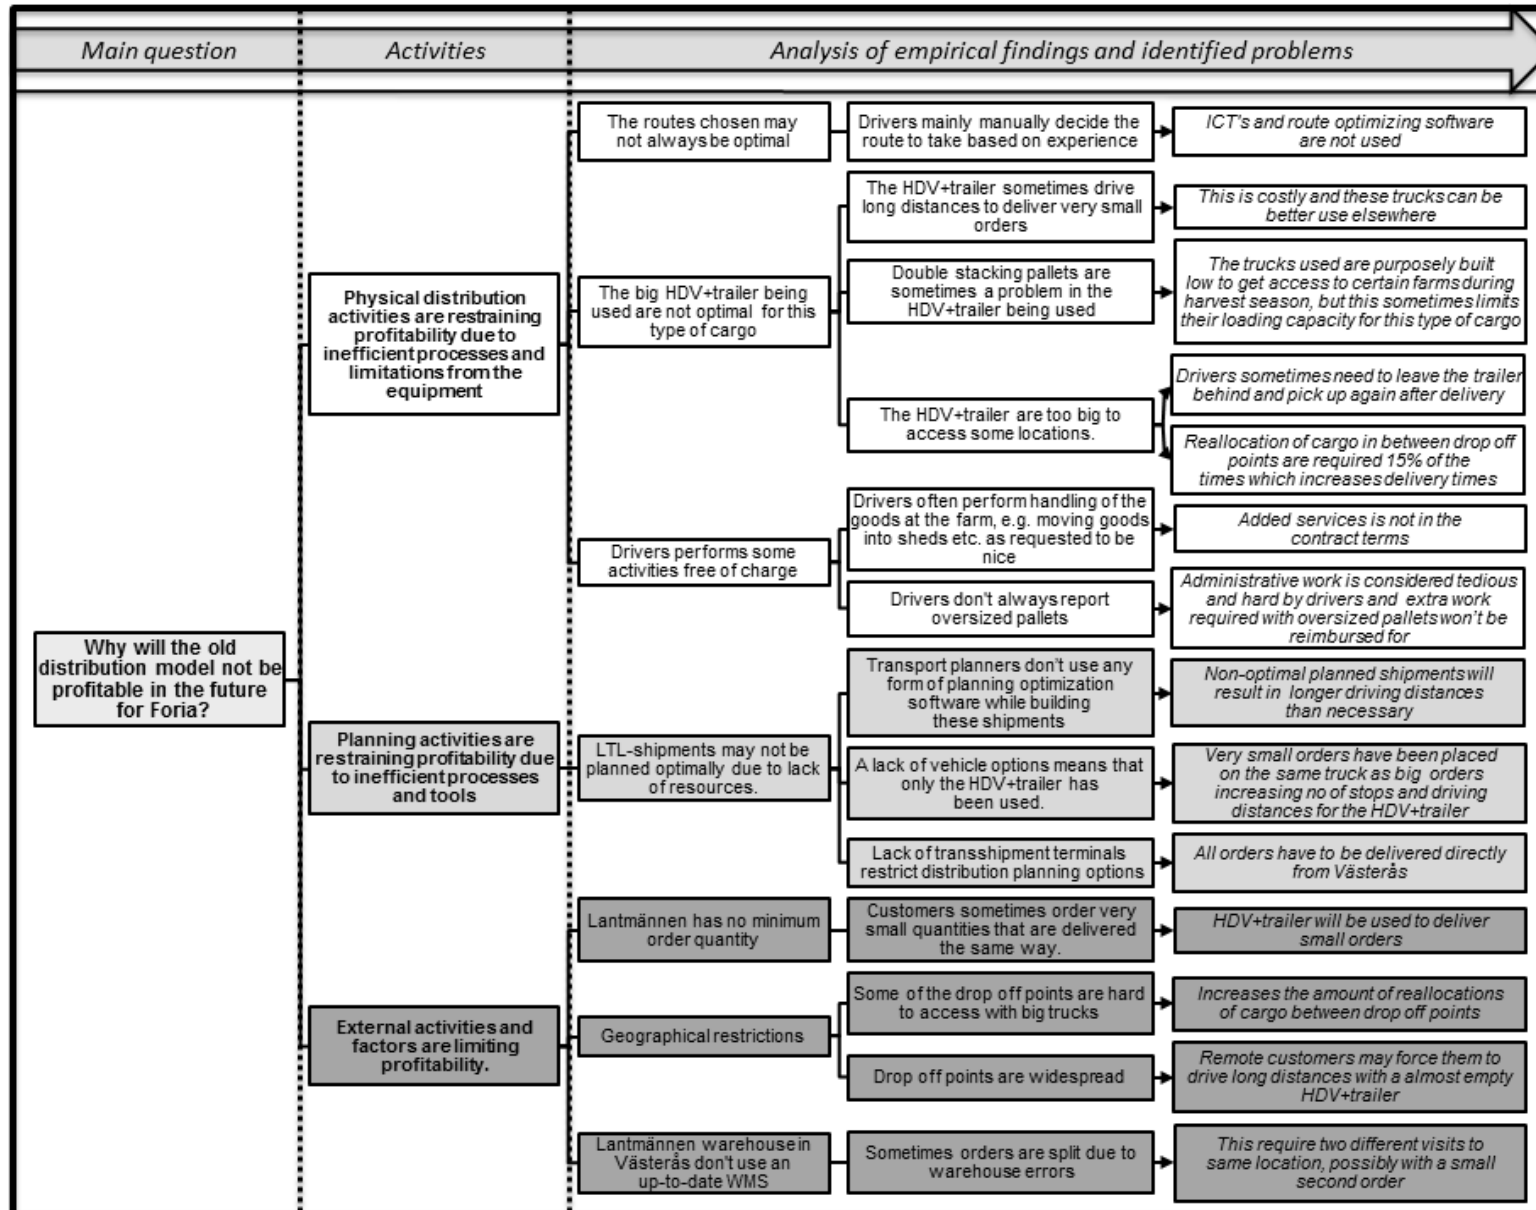 Main question
Activities
Analysis of empirical findings and identified problems
The routes chosen may
not always be optimal
Drivers mainly manually decide the
route to take based on experience
ICT's and route optimizing software
are not used
The HDV+trailer sometimes drive
long distances to deliver very small
orders
This is costly and these trucks can be
better use elsewhere
Physical distribution
activities are restraining
profitability due to
inefficient processes and
limitations from the
equipment
The big HDV+trailer being
used are not optimal for this
type of cargo
Double stacking pallets are
sometimes a problem in the
HDV+trailer being used
The trucks used are purposely built
low to get access to certain farms during
harvest season, but this sometimes limits
their loading capacity for this type of cargo
The HDV+trailer are too big to
access some locations.
Drivers sometimes need to leave the trailer
behind and pick up again after delivery
Reallocation of cargo in between drop off
points are required 15% of the
times which increases delivery times
Drivers performs some
activities free of charge
Drivers often perform handling of the
goods at the farm, e.g. moving goods
into sheds etc. as requested to be
nice
Added services is not in the
contract terms
Drivers don't always report
oversized pallets
Administrative work is considered tedious
and hard by drivers and extra work
required with oversized pallets won't be
reimbursed for
Why will the old
distribution model not be
profitable in the future
for Foria?
Planning activities are
restraining profitability due
to inefficient processes
and tools
LTL-shipments may not be
planned optimally due to lack
of resources.
Transport planners don't use any
form of planning optimization
software while building
these shipments
Non-optimal planned shipments will
result in longer driving distances
than necessary
A lack of vehicle options means that
only the HDV+trailer has
been used.
Very small orders have been placed
on the same truck as big orders
increasing no of stops and driving
distances for the HDV+trailer
Lack of transshipment terminals
restrict distribution planning options
All orders have to be delivered directly
from Västerås
External activities and
factors are limiting
profitability.
Lantmännen has no minimum
order quantity
Customers sometimes order very
small quantities that are delivered
the same way.
HDV+trailer will be used to deliver
small orders
Geographical restrictions
Some of the drop off points are hard
to access with big trucks
Increases the amount of reallocations
of cargo between drop off points
Drop off points are widespread
Remote customers may force them to
drive long distances with a almost empty
HDV+trailer
Lantmännen warehouse in
Västerås don't use an
up-to-date WMS
Sometimes orders are split due to
warehouse errors
This require two different visits to
same location, possibly with a small
second order